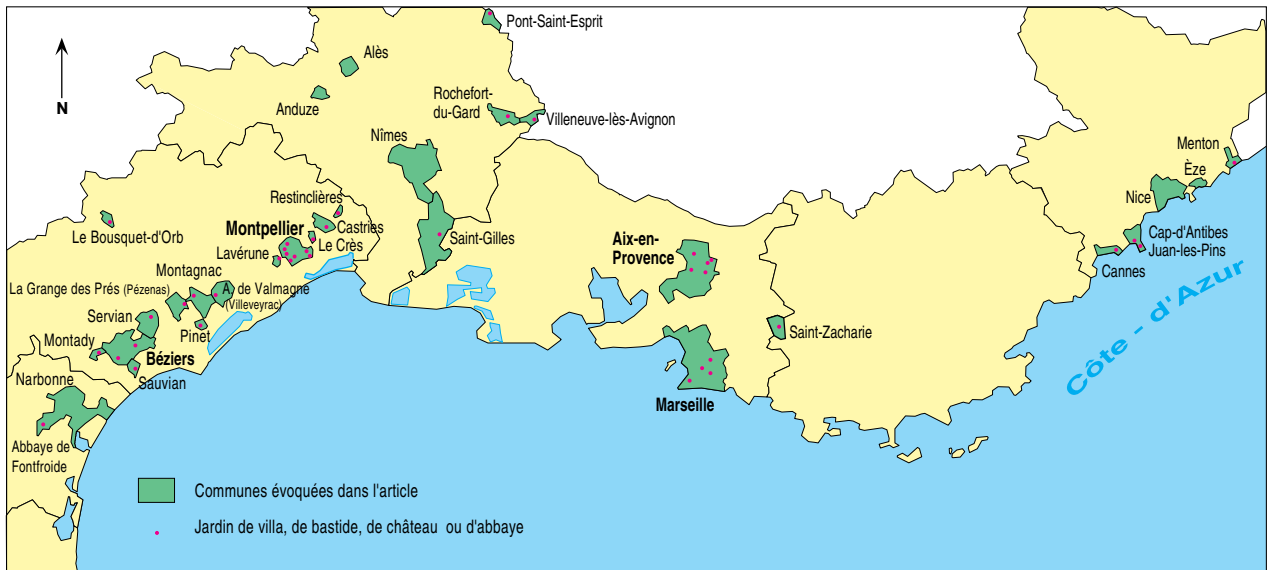 Pont-Saint-Esprit
Alès
Anduze
Rochefort-
du-Gard
Villeneuve-lès-Avignon
N
Nîmes
Menton
Èze
Nice
Restinclières
Castries
Montpellier
Le Crès
Le Bousquet-d'Orb
Lavérune
Saint-Gilles
Aix-en-
Provence
Cap-d'Antibes
Juan-les-Pins
Cannes
Côte - d'Azur
Montagnac
La Grange des Prés (Pézenas)
A. de Valmagne
(Villeveyrac)
Servian
Pinet
Saint-Zacharie
Montady
Béziers
Sauvian
Narbonne
Marseille
Abbaye de
Fontfroide
Communes évoquées dans l'article
Jardin de villa, de bastide, de château ou d'abbaye